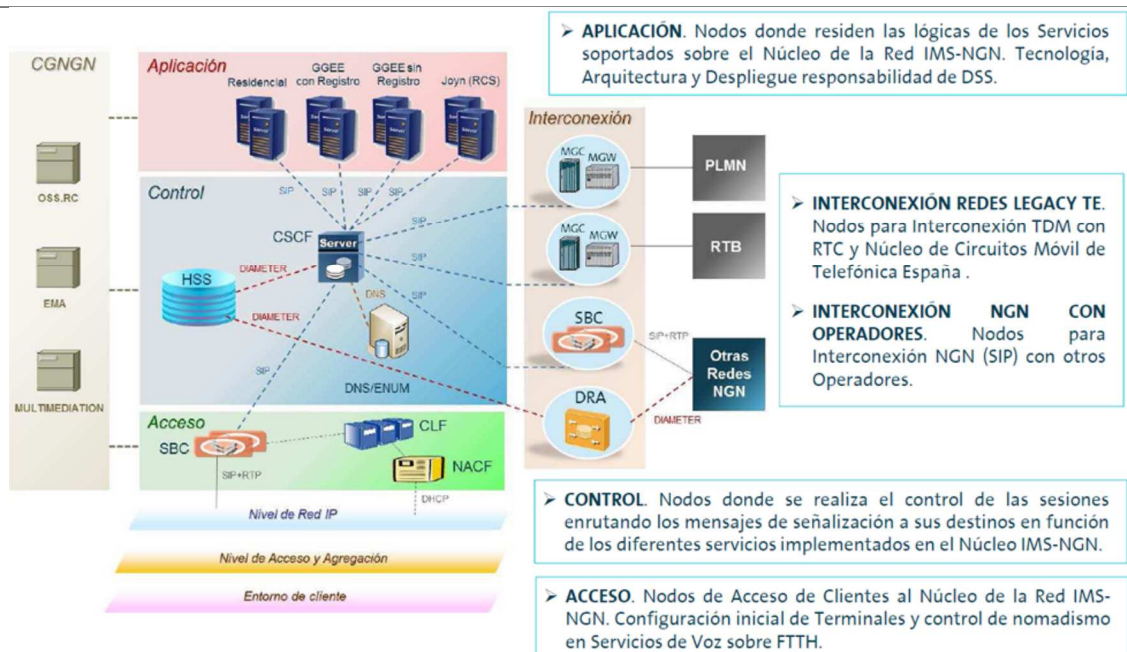 CGNGN
OSS.RC
EMA
MULTIMEDIATION
Aplicación
Residencial
GGEE
con Registro
GGEE sin
Registro
Joyn (RCS)
Server
Server
Server
Server
SIP
SIP
SIP
SIP
Control
CSCF
Server
HSS
DIAMETER
DIAMETER
DNS
DNS/ENUM
SIP
SIP
SIP
SIP
SIP
Acceso
SBC
CLF
NACF
SIP+RTP
DHCP
Nivel de Red IP
Nivel de Acceso y Agregación
Entorno de cliente
Interconexión
MGC
MGW
PLMN
MGC
MGW
RTB
SBC
SIP+RTP
Otras
Redes
NGN
DRA
DIAMETER
➢ APLICACIÓN. Nodos donde residen las lógicas de los Servicios
soportados sobre el Núcleo de la Red IMS-NGN. Tecnología,
Arquitectura y Despliegue responsabilidad de DSS.
➢ INTERCONEXIÓN REDES LEGACY TE.
Nodos para Interconexión TDM con
RTC y Núcleo de Circuitos Móvil de
Telefónica España .
➢ INTERCONEXIÓN NGN CON
OPERADORES. Nodos para
Interconexión NGN (SIP) con otros
Operadores.
➢ CONTROL. Nodos donde se realiza el control de las sesiones
enrutando los mensajes de señalización a sus destinos en función
de los diferentes servicios implementados en el Núcleo IMS-NGN.
➢ ACCESO. Nodos de Acceso de Clientes al Núcleo de la Red IMS-
NGN. Configuración inicial de Terminales y control de nomadismo
en Servicios de Voz sobre FTTH.